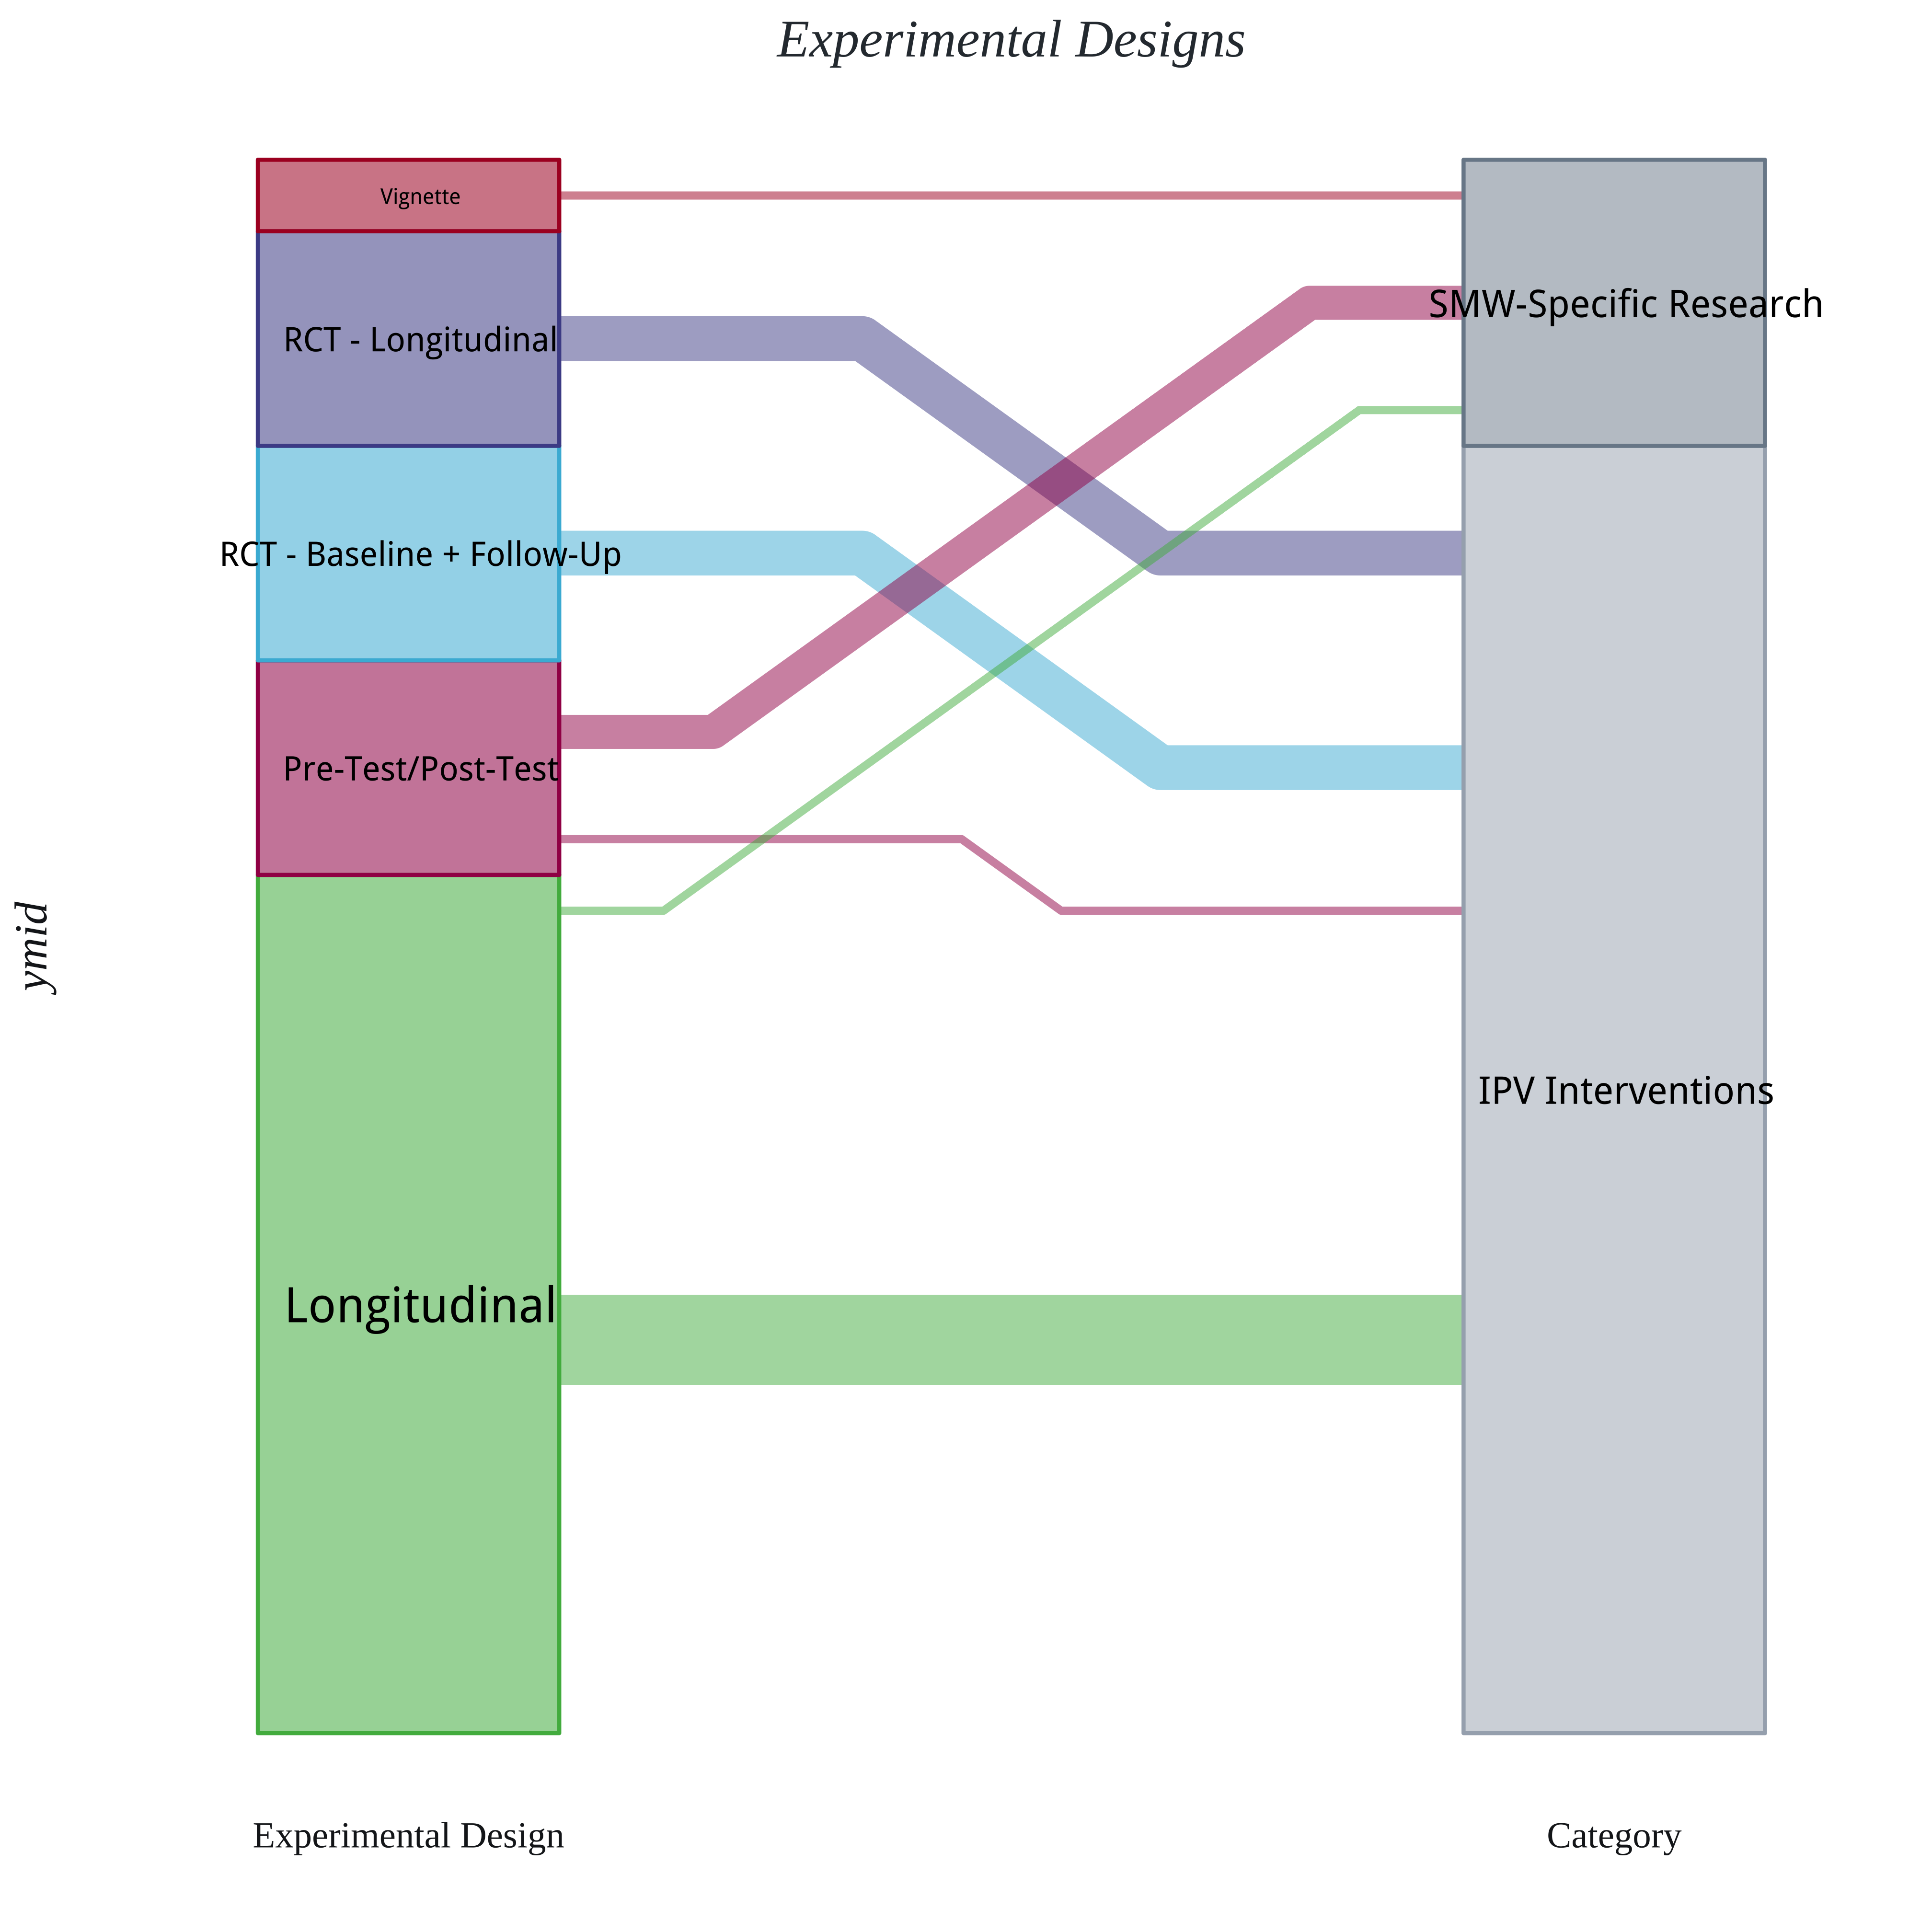 Experimental Designs
Vignette
RCT - Longitudinal
RCT - Baseline + Follow-Up
Pre-Test/Post-Test
Longitudinal
SMW-Specific Research
IPV Interventions
ymid
Experimental Design
Category